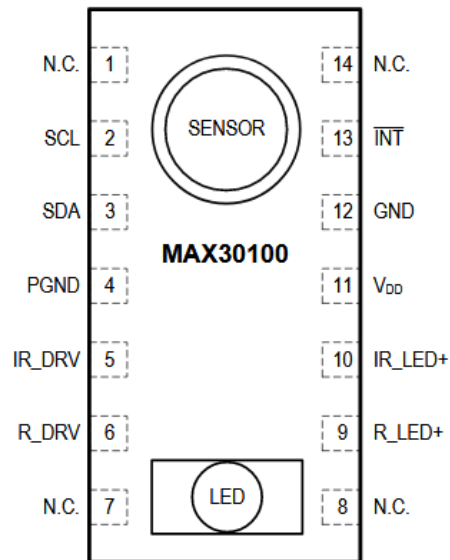 N.C. 1 14 N.C.
SENSOR
SCL 2 13 INT
SDA 3 12 GND
MAX30100
PGND 4 11 VDD
IR_DRV 5 10 IR_LED+
R_DRV 6 9 R_LED+
LED
N.C. 7 8 N.C.